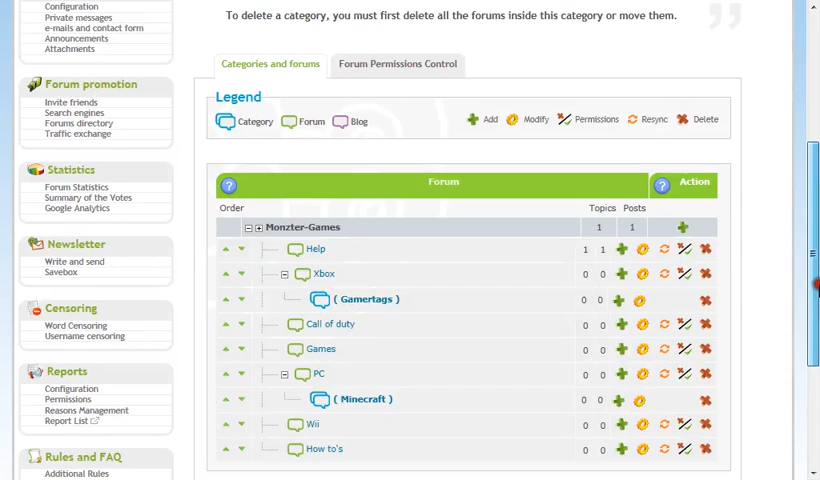 Configuration
Private messages
e-mails and contact form
Announcements
Attachments
Forum promotion
Invite friends
Search engines
Forums directory
Traffic exchange
Statistics
Forum Statistics
Summary of the Votes
Google Analytics
Newsletter
Write and send
Savebox
Censoring
Word Censoring
Username censoring
Reports
Configuration
Permissions
Reasons Management
Report List
Rules and FAQ
Additional Rules
To delete a category, you must first delete all the forums inside this category or move them.
Categories and forums Forum Permissions Control
Legend
Category Forum Blog Add Modify Permissions Resync Delete
? Forum ? Action
Order Topics Posts
Monzter-Games 1 1
Help 1 1
Xbox 0 0
( Gamertags ) 0 0
Call of duty 0 0
Games 0 0
PC 0 0
( Minecraft ) 0 0
Wii 0 0
How to's 0 0